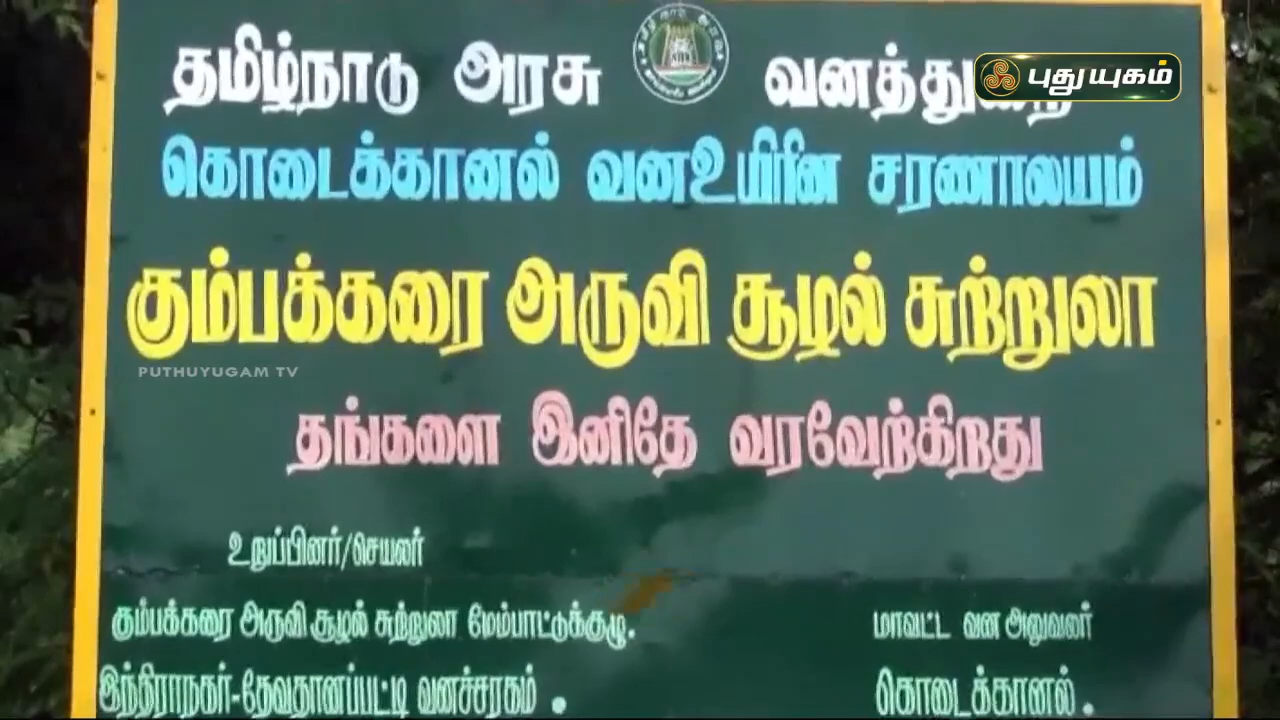 தமிழ்நாடு அரசு வனத்துறை
புதுயுகம்
கொடைக்கானல் வனஉயிரின சரணாலயம்
கும்பக்கரை அருவி சூழல் சுற்றுலா
PUTHUYUGAM TV
தங்களை இனிதே வரவேற்கிறது
உறுப்பினர்/செயலர்
கும்பக்கரை அருவி சூழல் சுற்றுலா மேம்பாட்டுக்குழு.
மாவட்ட வன அலுவலர்
இந்திராநகர்-தேவதானப்பட்டி வனச்சரகம்.
கொடைக்கானல்.